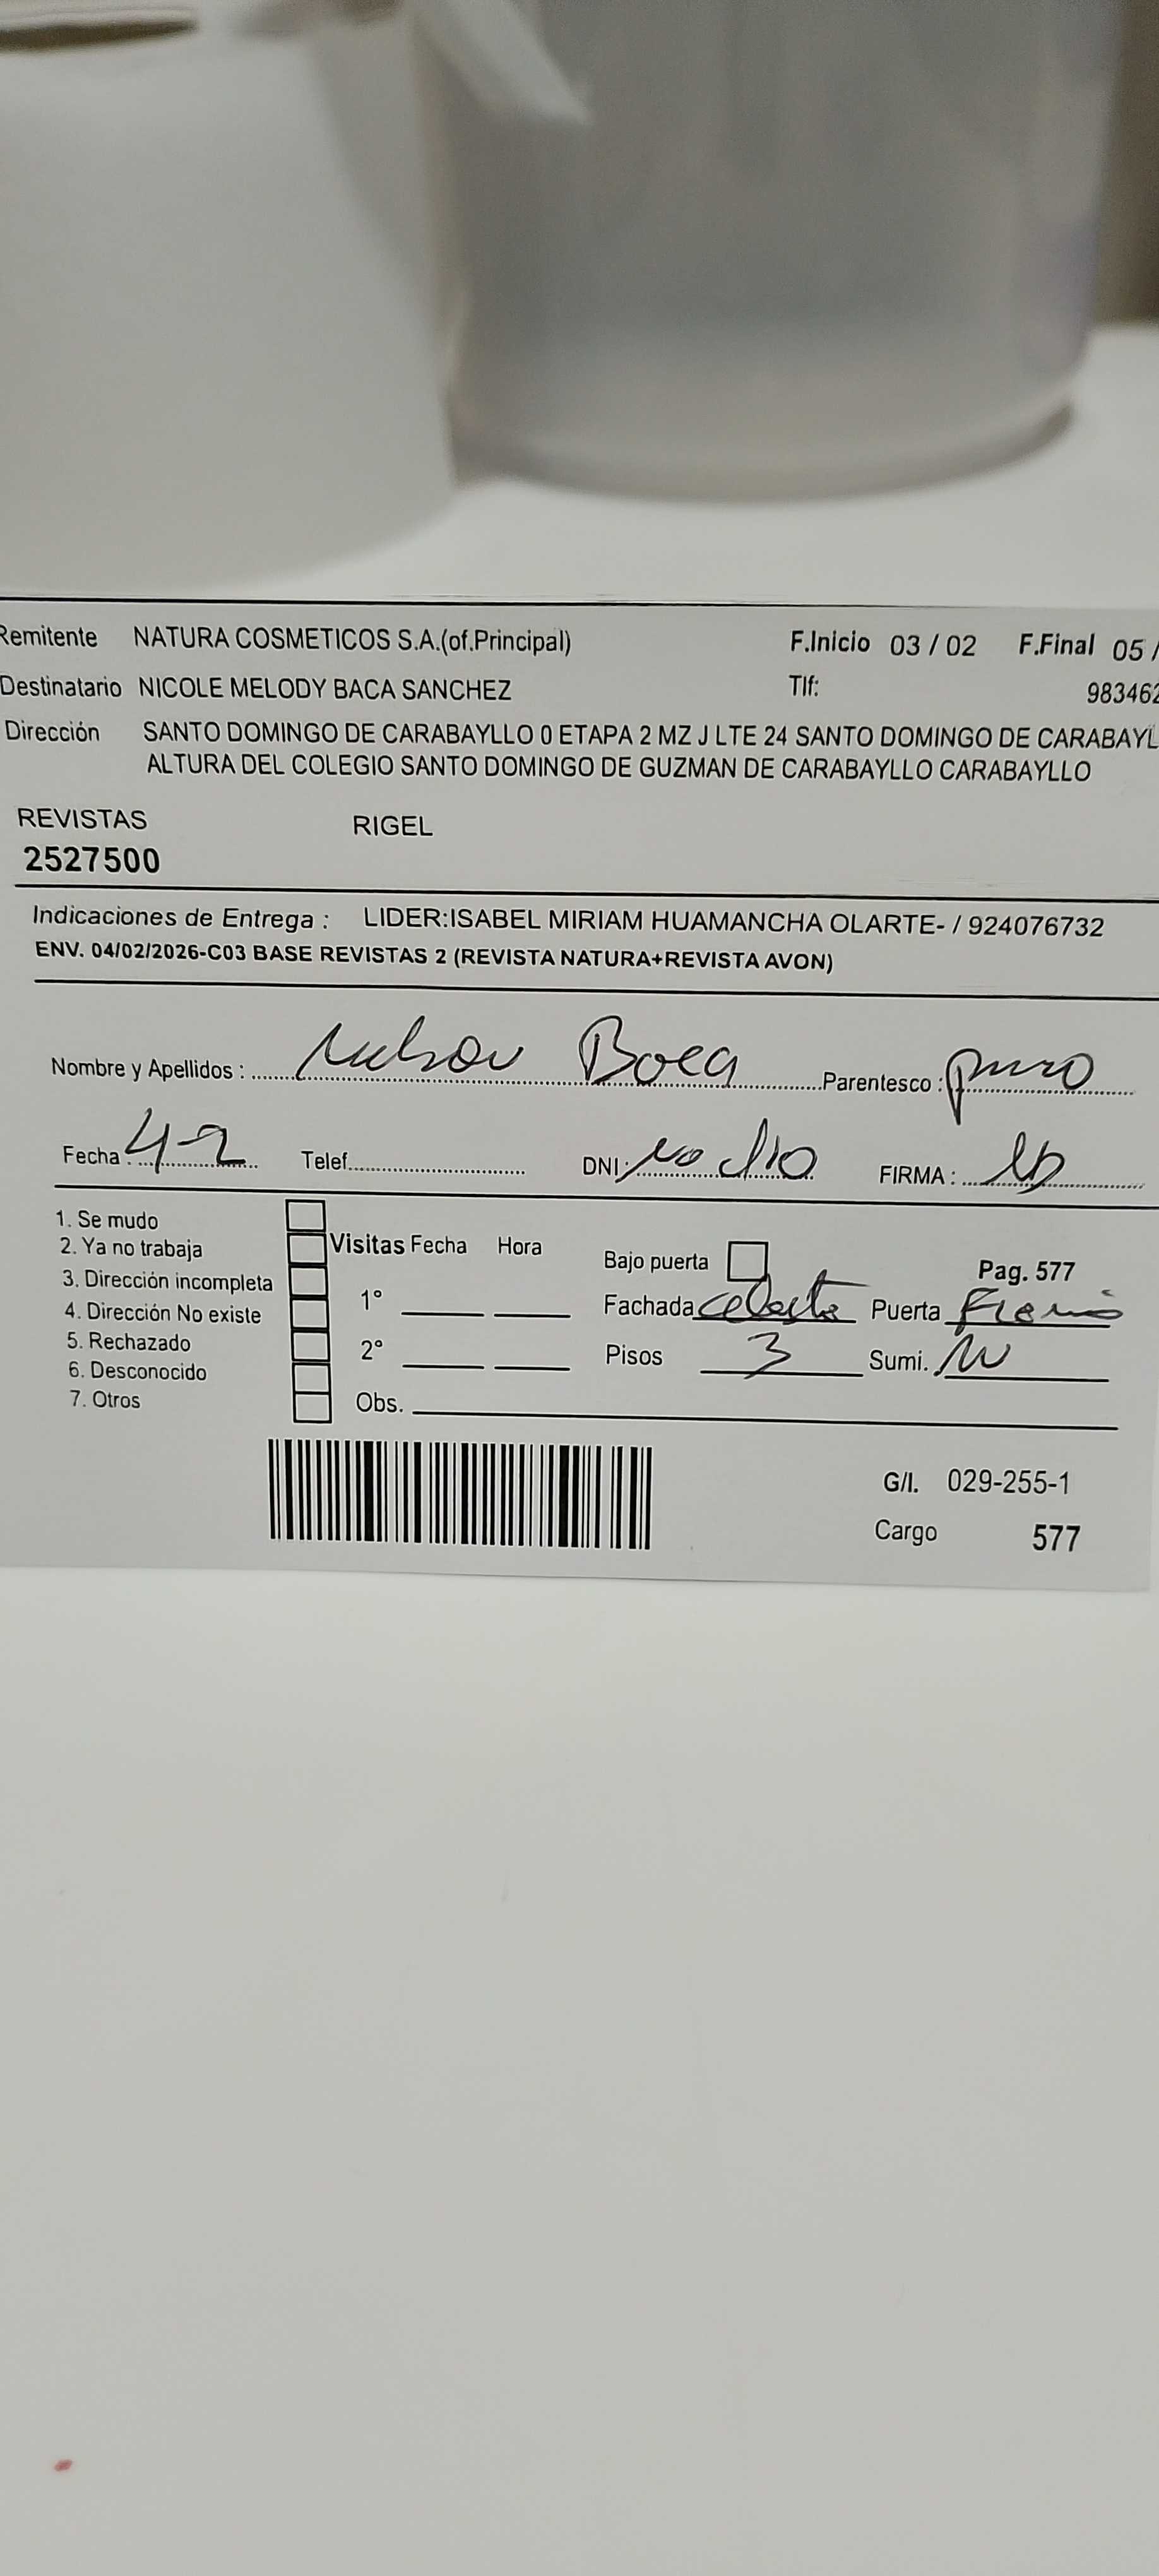 Remitente NATURA COSMETICOS S.A.(of.Principal) F.Inicio 03 / 02 F.Final 05 /
Destinatario NICOLE MELODY BACA SANCHEZ Tlf: 983462
Dirección SANTO DOMINGO DE CARABAYLLO 0 ETAPA 2 MZ J LTE 24 SANTO DOMINGO DE CARABAYL
ALTURA DEL COLEGIO SANTO DOMINGO DE GUZMAN DE CARABAYLLO CARABAYLLO
REVISTAS RIGEL
2527500
Indicaciones de Entrega : LIDER:ISABEL MIRIAM HUAMANCHA OLARTE- / 924076732
ENV. 04/02/2026-C03 BASE REVISTAS 2 (REVISTA NATURA+REVISTA AVON)
Nombre y Apellidos : Nelson Baca Parentesco :
Fecha : 4-2 Telef. DNI: no dio FIRMA :
1. Se mudo
2. Ya no trabaja Visitas Fecha Hora Bajo puerta Pag. 577
3. Dirección incompleta 1° Fachada celeste Puerta
4. Dirección No existe
5. Rechazado 2° Pisos 3 Sumi.
6. Desconocido
7. Otros Obs.
G/I. 029-255-1
Cargo 577